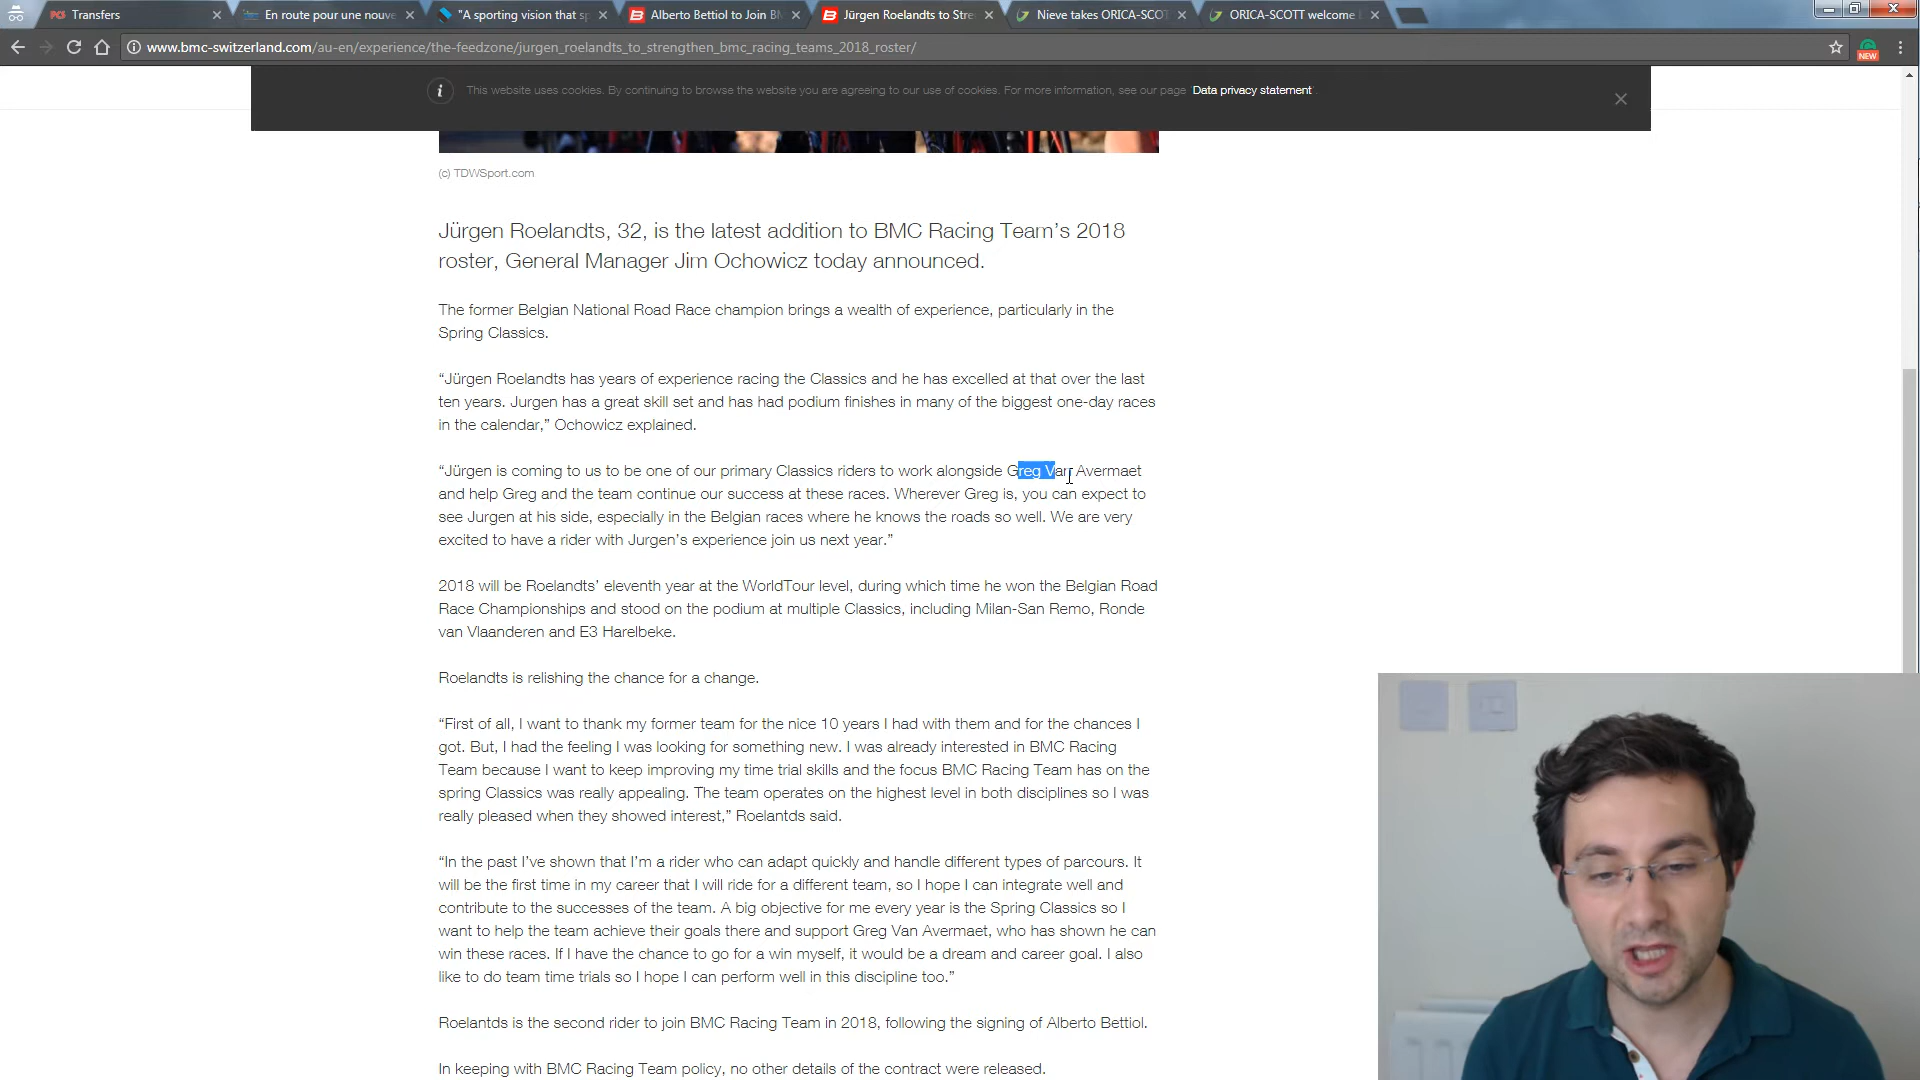 Transfers
En route pour une nouve
"A sporting vision that sp
Alberto Bettiol to Join BM
Jürgen Roelandts to Stre
Nieve takes ORICA-SCOT
ORICA-SCOTT welcome
www.bmc-switzerland.com/au-en/experience/the-feedzone/jurgen_roelandts_to_strengthen_bmc_racing_teams_2018_roster/
NEW
This website uses cookies. By continuing to browse the website you are agreeing to our use of cookies. For more information, see our page Data privacy statement.
(c) TDWSport.com
Jürgen Roelandts, 32, is the latest addition to BMC Racing Team’s 2018
roster, General Manager Jim Ochowicz today announced.
The former Belgian National Road Race champion brings a wealth of experience, particularly in the
Spring Classics.
“Jürgen Roelandts has years of experience racing the Classics and he has excelled at that over the last
ten years. Jurgen has a great skill set and has had podium finishes in many of the biggest one-day races
in the calendar,” Ochowicz explained.
“Jürgen is coming to us to be one of our primary Classics riders to work alongside Greg Van Avermaet
and help Greg and the team continue our success at these races. Wherever Greg is, you can expect to
see Jurgen at his side, especially in the Belgian races where he knows the roads so well. We are very
excited to have a rider with Jurgen’s experience join us next year.”
2018 will be Roelandts’ eleventh year at the WorldTour level, during which time he won the Belgian Road
Race Championships and stood on the podium at multiple Classics, including Milan-San Remo, Ronde
van Vlaanderen and E3 Harelbeke.
Roelandts is relishing the chance for a change.
“First of all, I want to thank my former team for the nice 10 years I had with them and for the chances I
got. But, I had the feeling I was looking for something new. I was already interested in BMC Racing
Team because I want to keep improving my time trial skills and the focus BMC Racing Team has on the
spring Classics was really appealing. The team operates on the highest level in both disciplines so I was
really pleased when they showed interest,” Roelantds said.
“In the past I’ve shown that I’m a rider who can adapt quickly and handle different types of parcours. It
will be the first time in my career that I will ride for a different team, so I hope I can integrate well and
contribute to the successes of the team. A big objective for me every year is the Spring Classics so I
want to help the team achieve their goals there and support Greg Van Avermaet, who has shown he can
win these races. If I have the chance to go for a win myself, it would be a dream and career goal. I also
like to do team time trials so I hope I can perform well in this discipline too.”
Roelantds is the second rider to join BMC Racing Team in 2018, following the signing of Alberto Bettiol.
In keeping with BMC Racing Team policy, no other details of the contract were released.